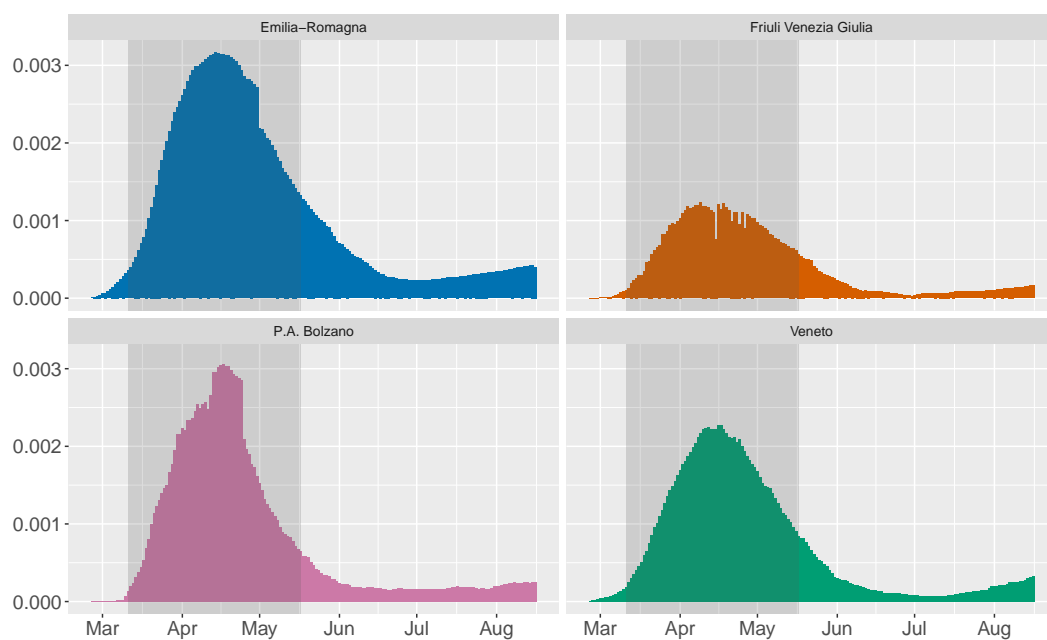 Emilia−Romagna
Friuli Venezia Giulia
0.003
0.002
0.001
0.000
P.A. Bolzano
Veneto
0.003
0.002
0.001
0.000
Mar Apr May Jun Jul Aug
Mar Apr May Jun Jul Aug